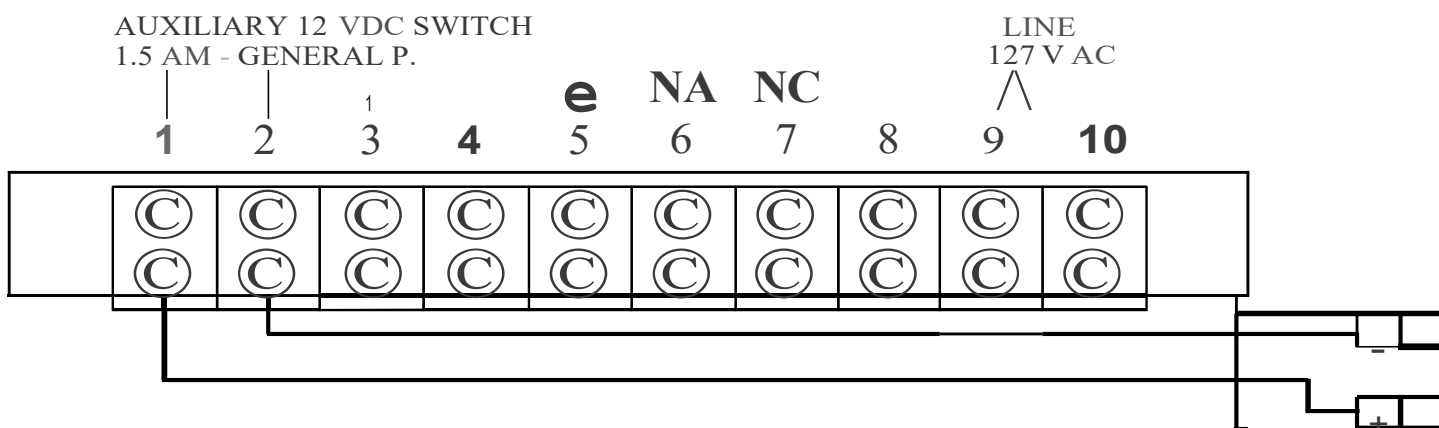 AUXILIARY 12 VDC SWITCH
1.5 AM - GENERAL P.
LINE
127 V AC
e NA NC
1
1 2 3 4 5 6 7 8 9 10
C C C C C C C C C C
C C C C C C C C C C
-
+